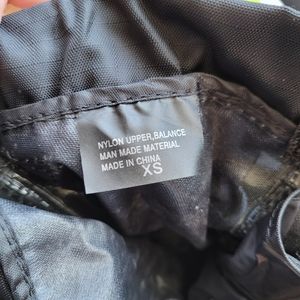 NYLON UPPER,BALANCE
MAN MADE MATERIAL
MADE IN CHINA
XS